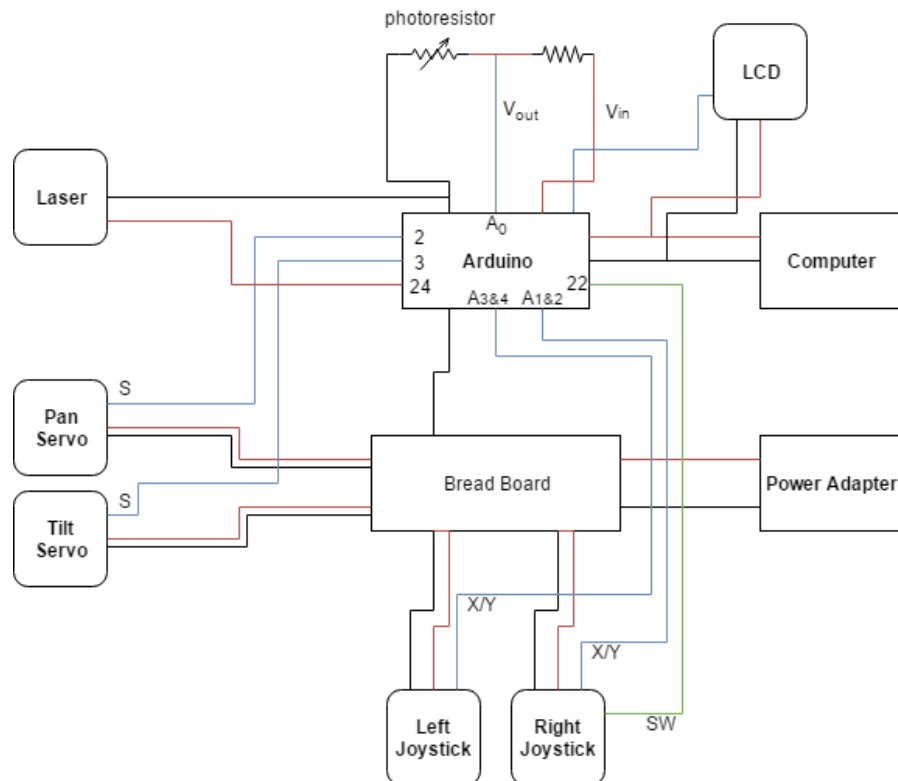 photoresistor
LCD
Vout
Vin
Laser
A0
2
Arduino
3
24
A3&4
A1&2
22
Computer
S
Pan
Servo
Bread Board
Power Adapter
S
Tilt
Servo
X/Y
X/Y
SW
Left
Joystick
Right
Joystick